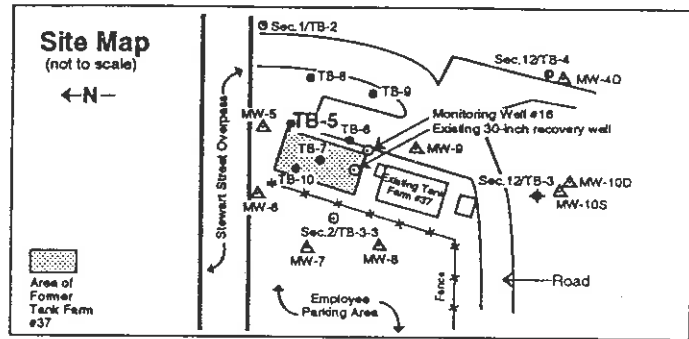 Site Map
(not to scale)
←N–
Sec.1/TB-2
TB-8
TB-9
Sec.12/TB-4
MW-4D
MW-5
TB-5
TB-6
Monitoring Well #16
Existing 30-inch recovery well
MW-9
TB-7
TB-10
Existing Tank
Farm #37
Sec.12/TB-3
MW-10D
MW-10S
MW-6
Sec.2/TB-3-3
MW-7
MW-8
Stewart Street Overpass
Fence
Road
Employee
Parking Area
Area of
Former
Tank Farm
#37